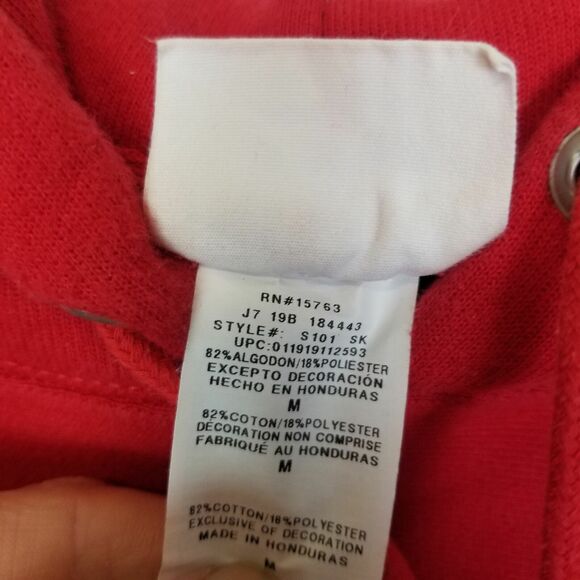 RN#15763
J7 19B 184443
STYLE#: S101 SK
UPC:011919112593
82%ALGODON/18%POLIESTER
EXCEPTO DECORACIÓN
HECHO EN HONDURAS
M
82%COTON/18%POLYESTER
DÉCORATION NON COMPRISE
FABRIQUÉ AU HONDURAS
M
82%COTTON/18%POLYESTER
EXCLUSIVE OF DECORATION
MADE IN HONDURAS
M